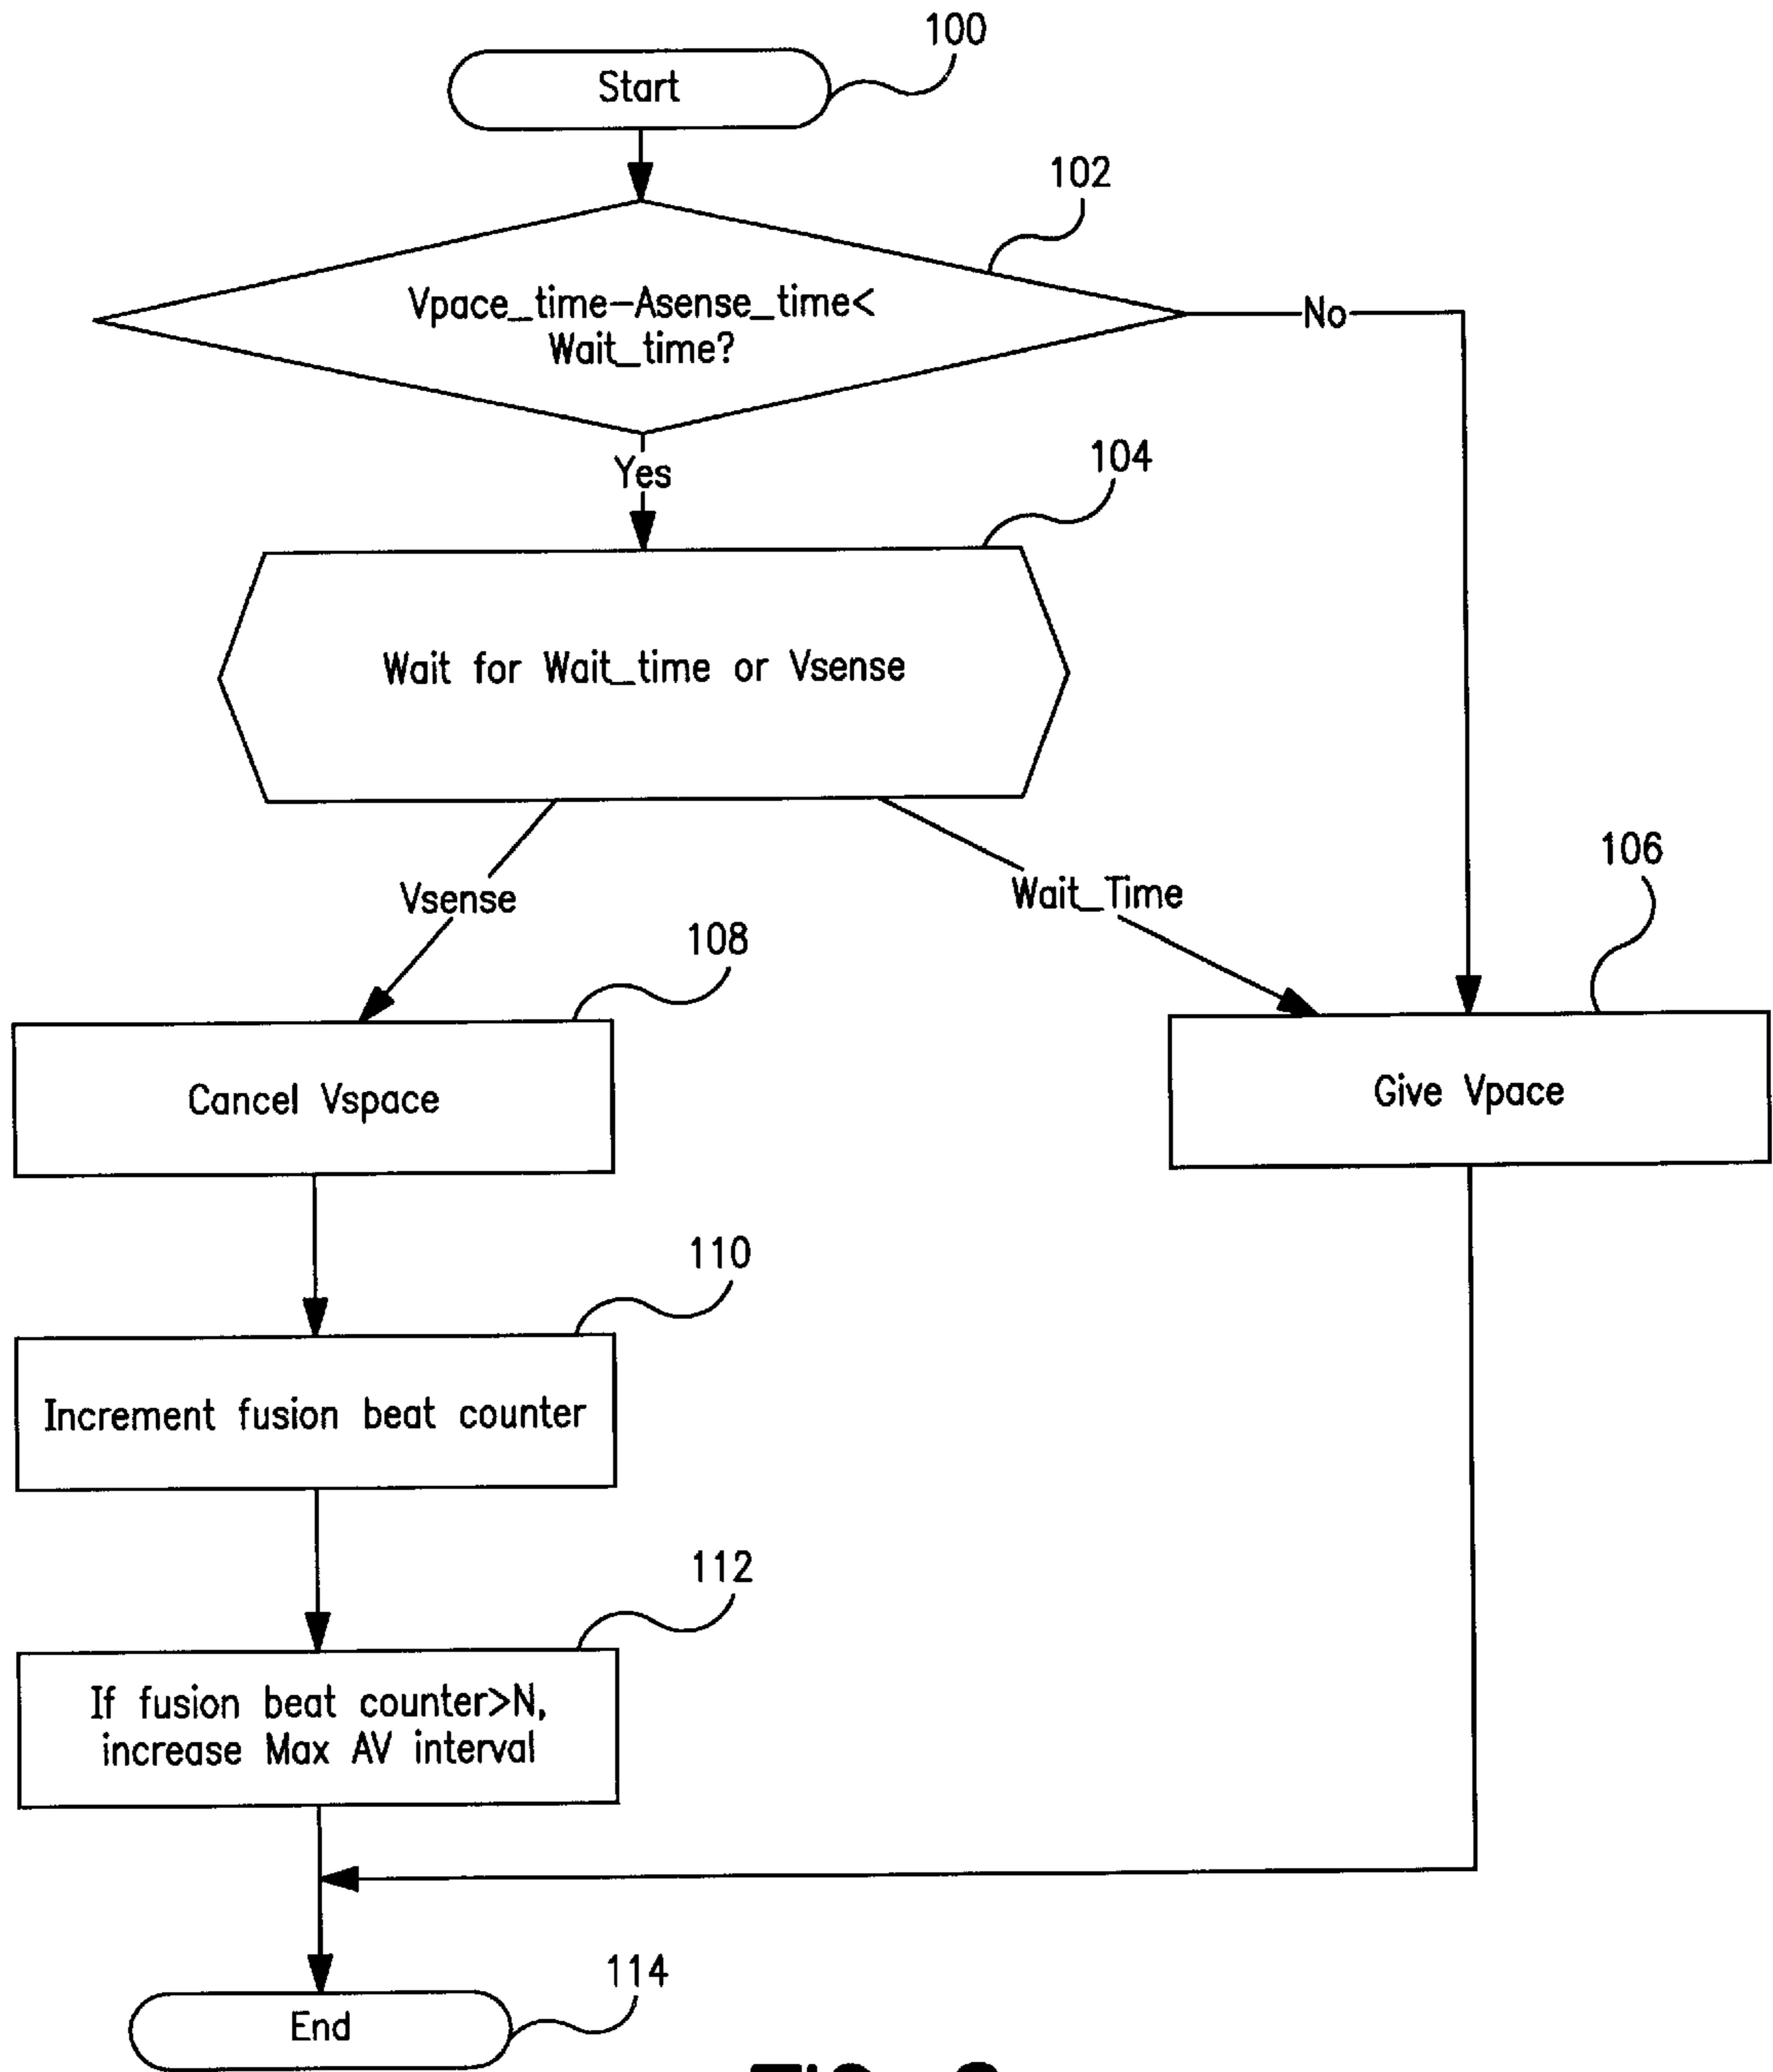 100
Start
102
Vpace_time-Asense_time<
Wait_time?
No
Yes
104
Wait for Wait_time or Vsense
Vsense
Wait_Time
106
108
Cancel Vspace
Give Vpace
110
Increment fusion beat counter
112
If fusion beat counter>N,
increase Max AV interval
114
End